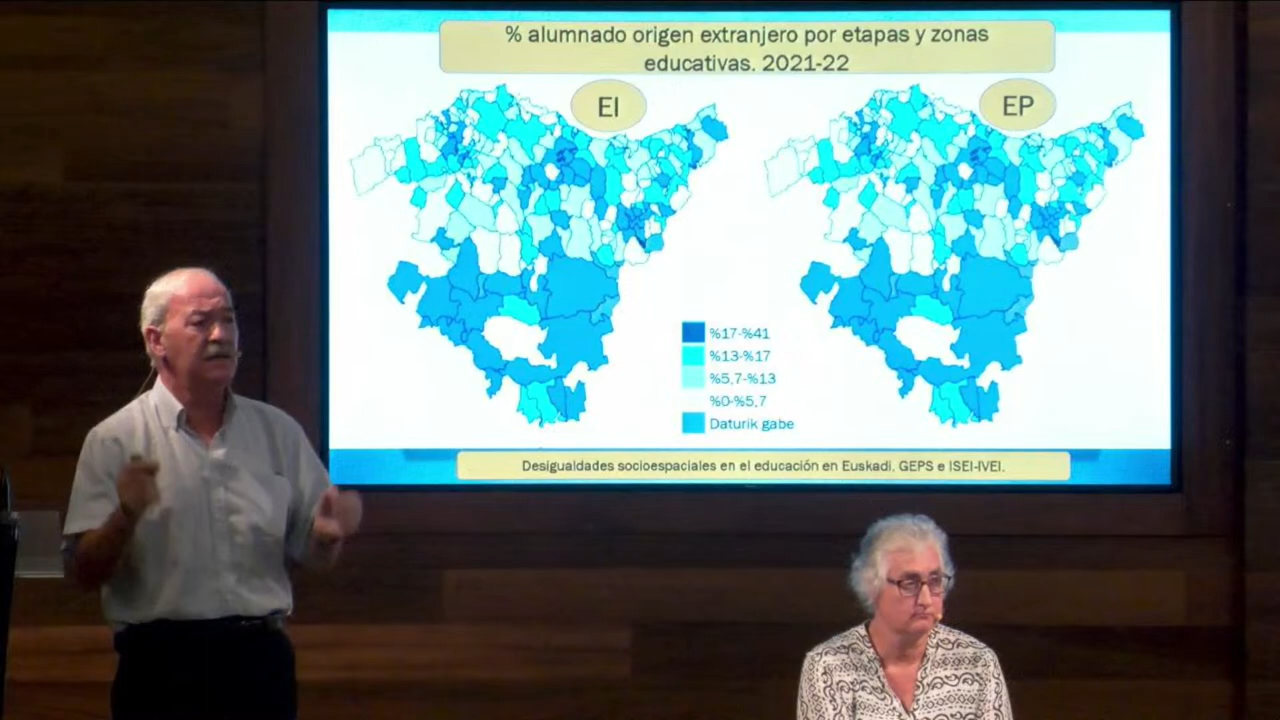 % alumnado origen extranjero por etapas y zonas
educativas. 2021-22
EI
EP
%17-%41
%13-%17
%5,7-%13
%0-%5,7
Daturik gabe
Desigualdades socioespaciales en el educación en Euskadi. GEPS e ISEI-IVEI.